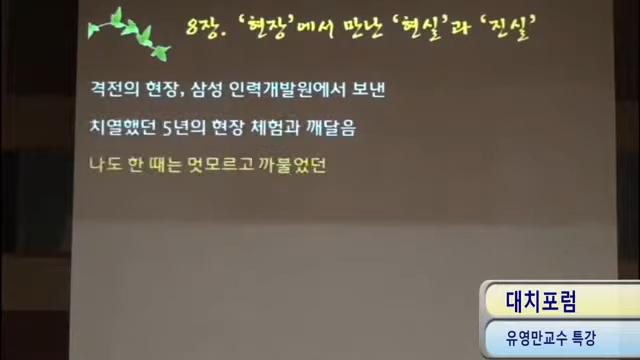 8장. '현장'에서 만난 '현실'과 '진실'
격전의 현장, 삼성 인력개발원에서 보낸
치열했던 5년의 현장 체험과 깨달음
나도 한 때는 멋모르고 까불었던
대치포럼
유영만교수 특강